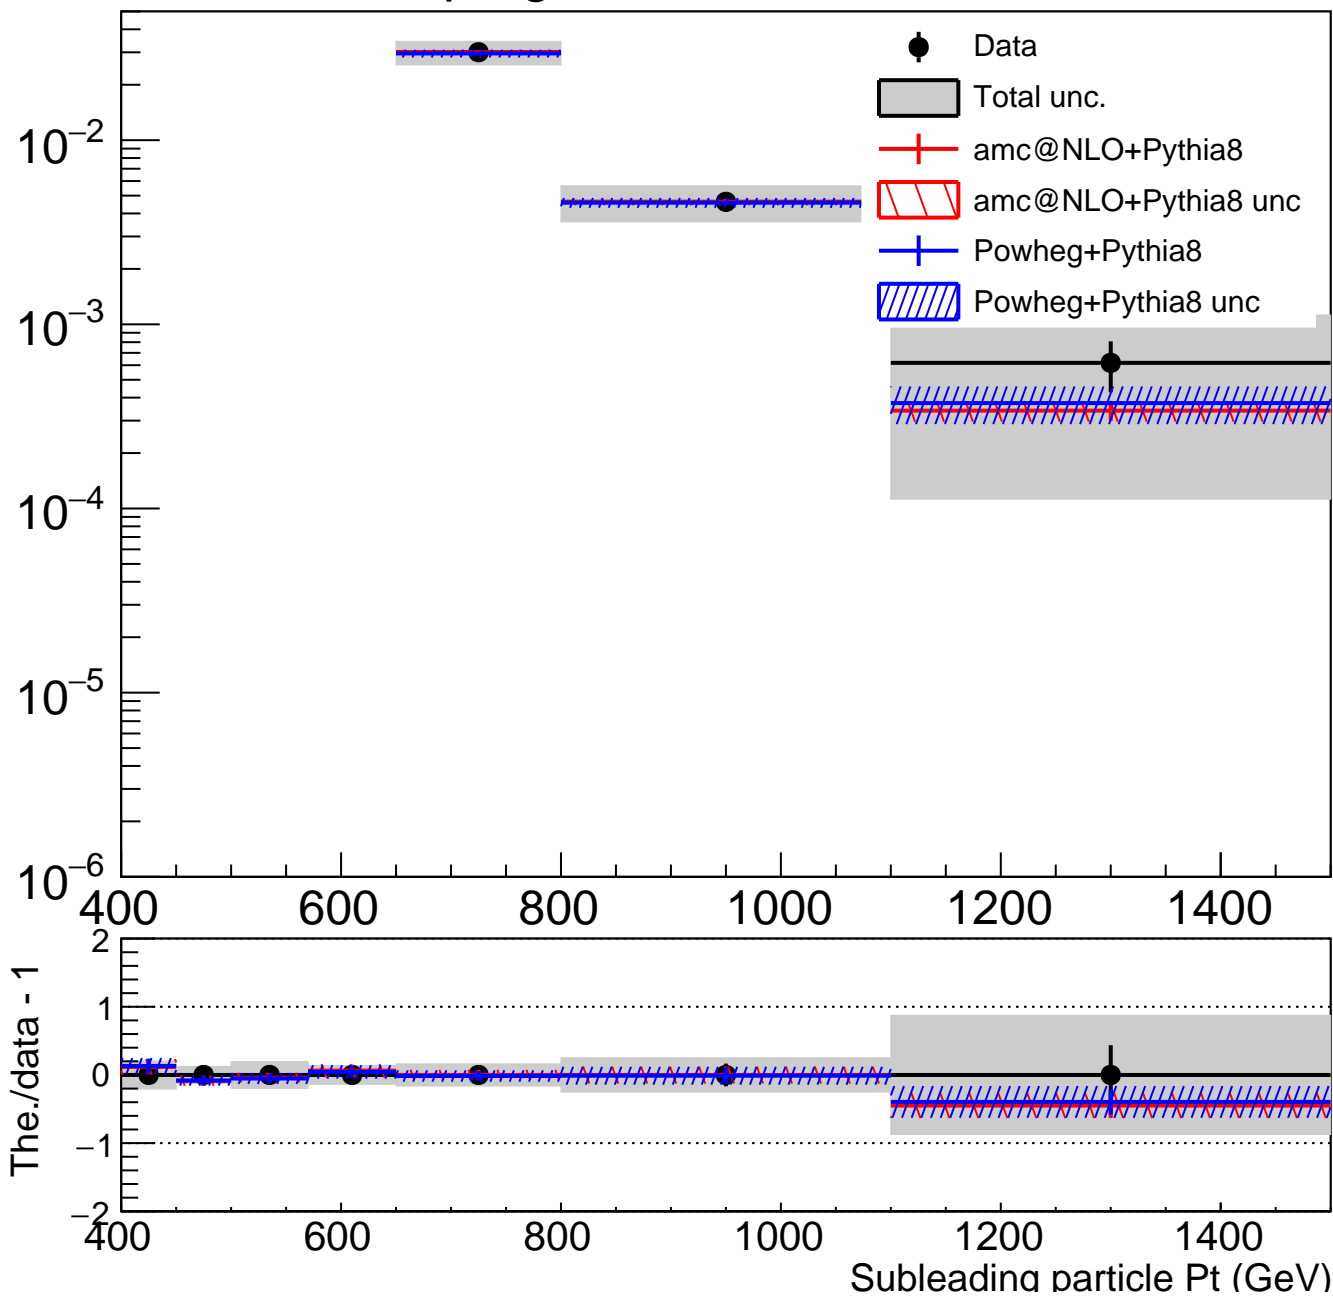 Data
Total unc.
amc@NLO+Pythia8
amc@NLO+Pythia8 unc
Powheg+Pythia8
Powheg+Pythia8 unc
10⁻²
10⁻³
10⁻⁴
10⁻⁵
10⁻⁶
400 600 800 1000 1200 1400
The./data - 1
2
1
0
−1
−2
400 600 800 1000 1200 1400
Subleading particle Pt (GeV)